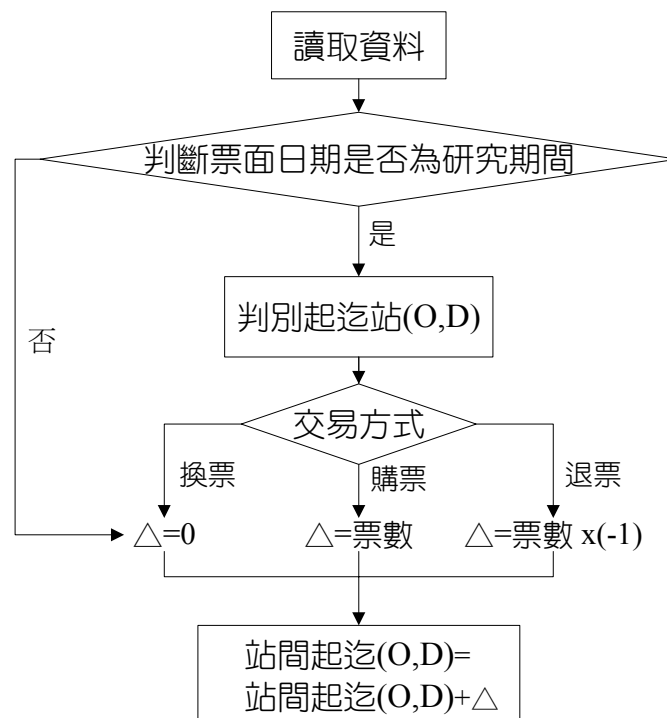 讀取資料
判斷票面日期是否為研究期間
是
否
判別起迄站(O,D)
交易方式
換票
購票
退票
△=0
△=票數
△=票數 x(-1)
站間起迄(O,D)=
站間起迄(O,D)+△